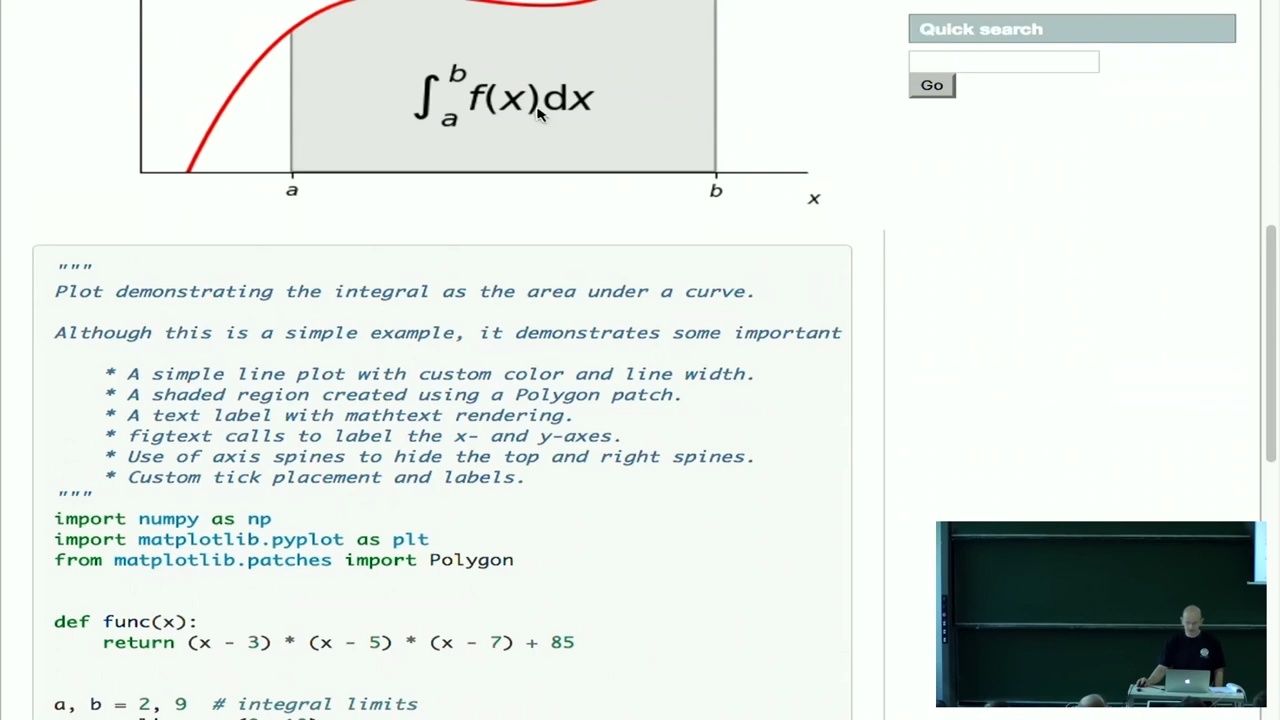 Quick search
Go
∫ₐᵇ f(x)dx
a
b
x
"""
Plot demonstrating the integral as the area under a curve.
Although this is a simple example, it demonstrates some important
* A simple line plot with custom color and line width.
* A shaded region created using a Polygon patch.
* A text label with mathtext rendering.
* figtext calls to label the x- and y-axes.
* Use of axis spines to hide the top and right spines.
* Custom tick placement and labels.
"""
import numpy as np
import matplotlib.pyplot as plt
from matplotlib.patches import Polygon
def func(x):
return (x - 3) * (x - 5) * (x - 7) + 85
a, b = 2, 9 # integral limits